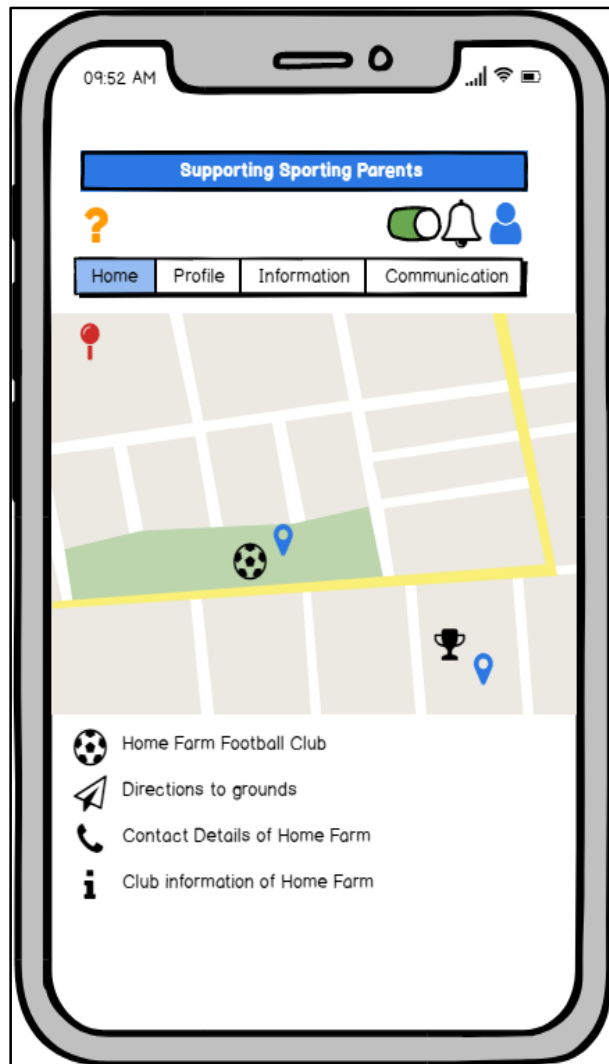 09:52 AM
Supporting Sporting Parents
?
Home Profile Information Communication
Home Farm Football Club
Directions to grounds
Contact Details of Home Farm
i Club information of Home Farm